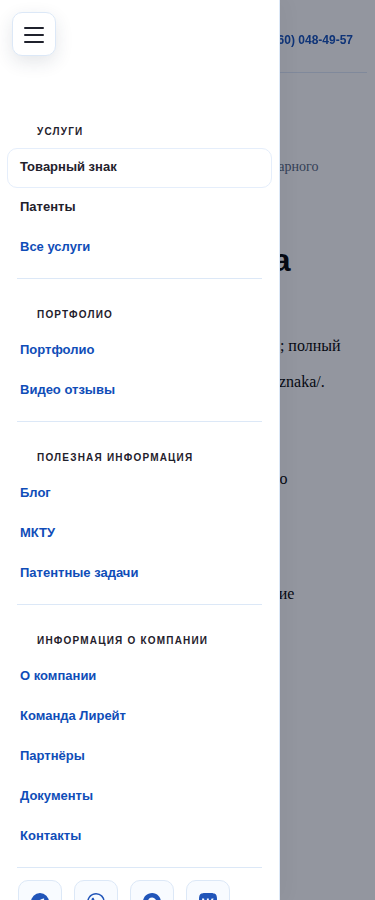 60) 048-49-57
УСЛУГИ
Товарный знак
арного
Патенты
Все услуги
а
ПОРТФОЛИО
Портфолио
; полный
Видео отзывы
znaka/.
ПОЛЕЗНАЯ ИНФОРМАЦИЯ
о
Блог
МКТУ
Патентные задачи
ие
ИНФОРМАЦИЯ О КОМПАНИИ
О компании
Команда Лирейт
Партнёры
Документы
Контакты